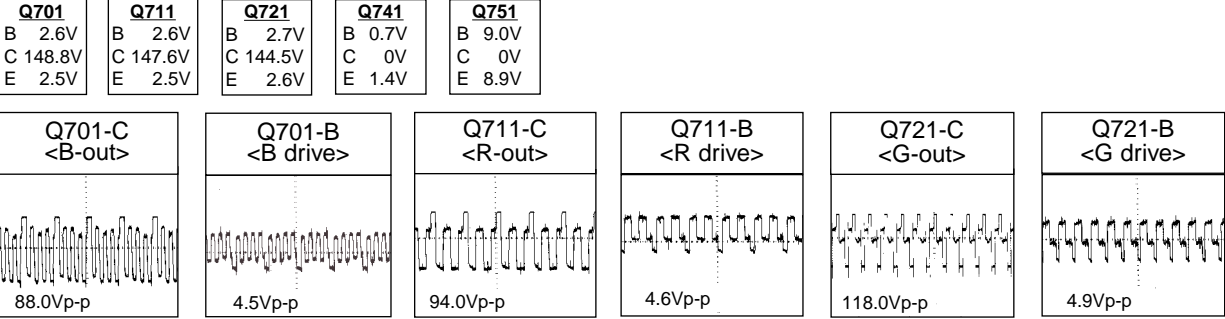 Q701
B 2.6V
C 148.8V
E 2.5V
Q711
B 2.6V
C 147.6V
E 2.5V
Q721
B 2.7V
C 144.5V
E 2.6V
Q741
B 0.7V
C 0V
E 1.4V
Q751
B 9.0V
C 0V
E 8.9V
Q701-C
<B-out>
88.0Vp-p
Q701-B
<B drive>
4.5Vp-p
Q711-C
<R-out>
94.0Vp-p
Q711-B
<R drive>
4.6Vp-p
Q721-C
<G-out>
118.0Vp-p
Q721-B
<G drive>
4.9Vp-p